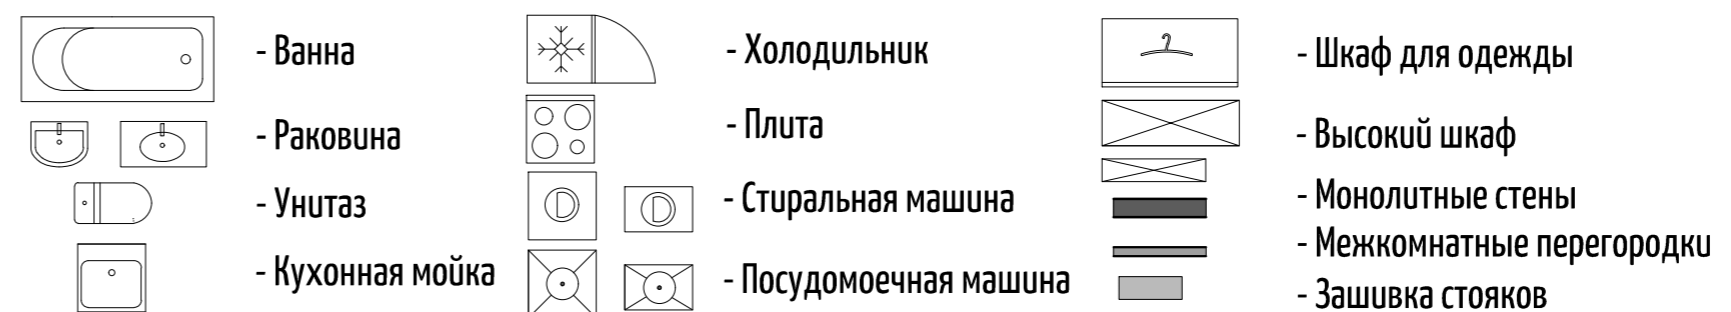 - Ванна
- Раковина
- Унитаз
- Кухонная мойка
- Холодильник
- Плита
- Стиральная машина
- Посудомоечная машина
- Шкаф для одежды
- Высокий шкаф
- Монолитные стены
- Межкомнатные перегородки
- Зашивка стояков